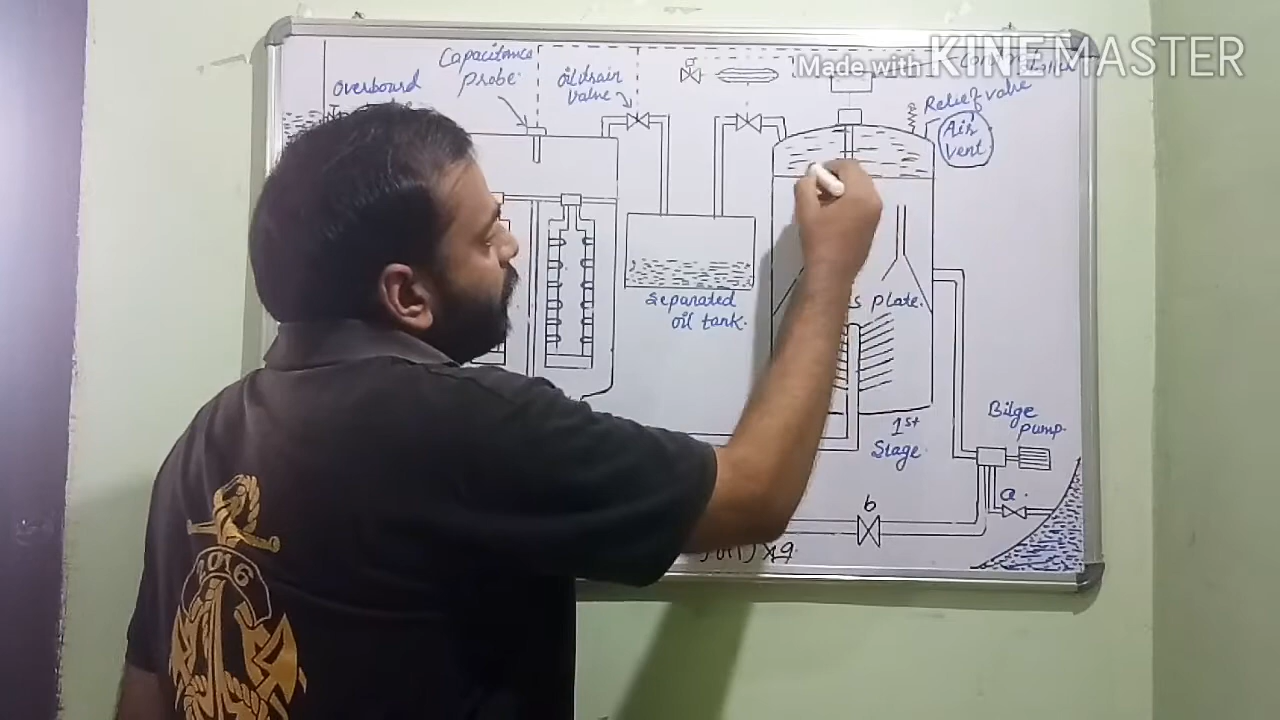 Made with KINEMASTER
Capacitance
probe.
oil drain
valve
overboard
Relief valve
Air
Vent
Separated
oil tank.
s plate.
1st
Stage.
Bilge
pump.
a.
b
2016